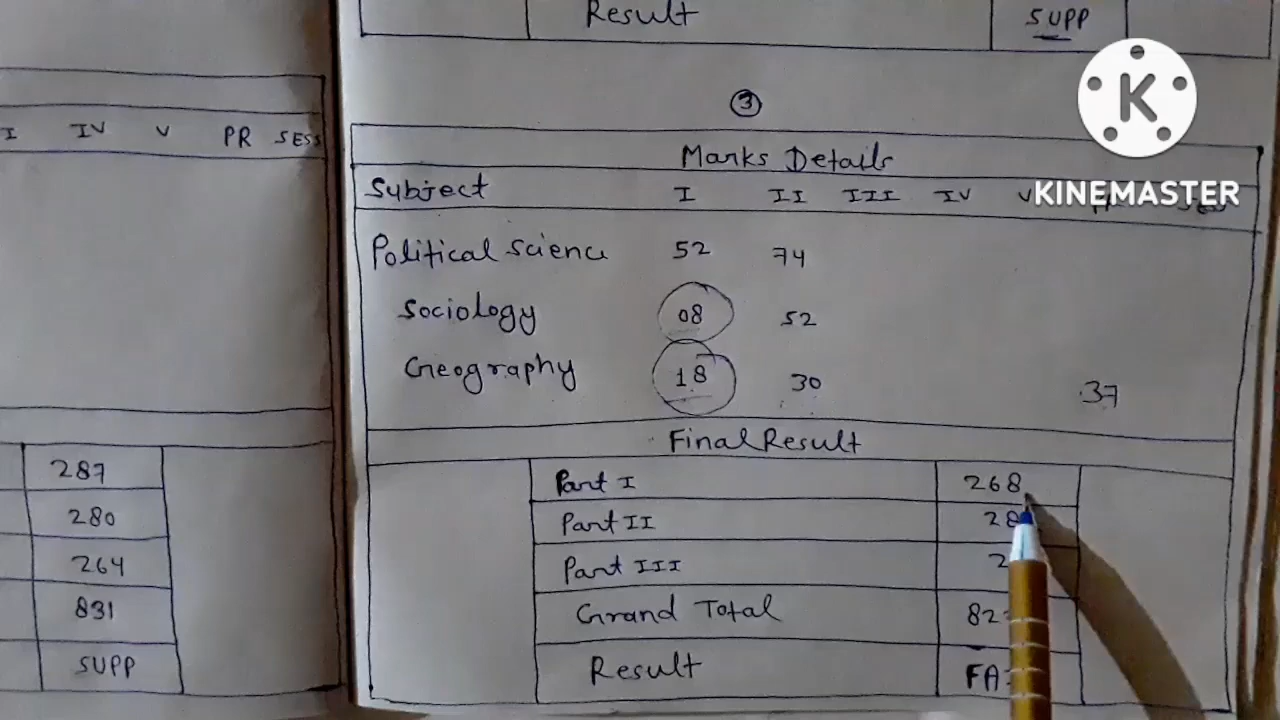 Result SUPP
I IV V PR SESS
287
280
264
831
SUPP
3
K
KINEMASTER
Marks Details
Subject I II III IV V
Political Science 52 74
Sociology 08 52
Geography 18 30 37
Final Result
Part I 268
Part II
Part III
Grand Total
Result